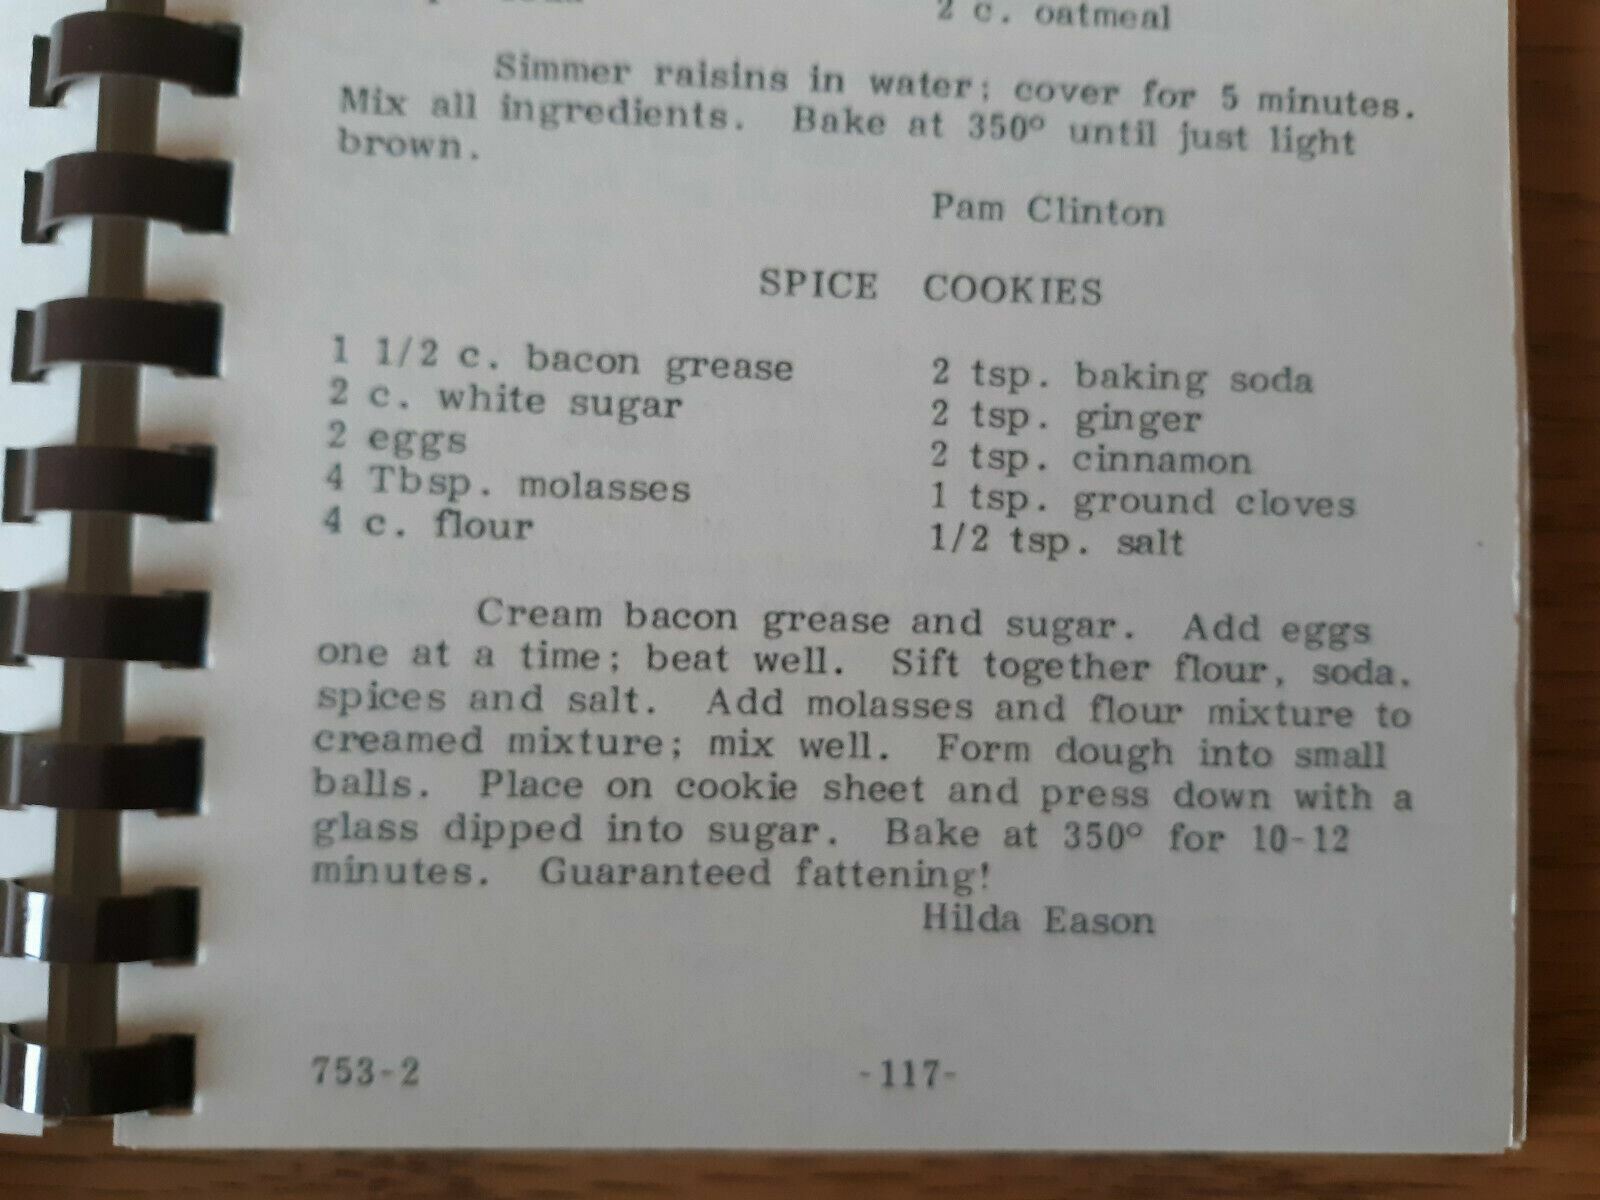 2 c. oatmeal
Simmer raisins in water; cover for 5 minutes.
Mix all ingredients. Bake at 350° until just light
brown.
Pam Clinton
SPICE COOKIES
1 1/2 c. bacon grease
2 c. white sugar
2 eggs
4 Tbsp. molasses
4 c. flour
2 tsp. baking soda
2 tsp. ginger
2 tsp. cinnamon
1 tsp. ground cloves
1/2 tsp. salt
Cream bacon grease and sugar. Add eggs
one at a time; beat well. Sift together flour, soda,
spices and salt. Add molasses and flour mixture to
creamed mixture; mix well. Form dough into small
balls. Place on cookie sheet and press down with a
glass dipped into sugar. Bake at 350° for 10-12
minutes. Guaranteed fattening!
Hilda Eason
753-2
-117-